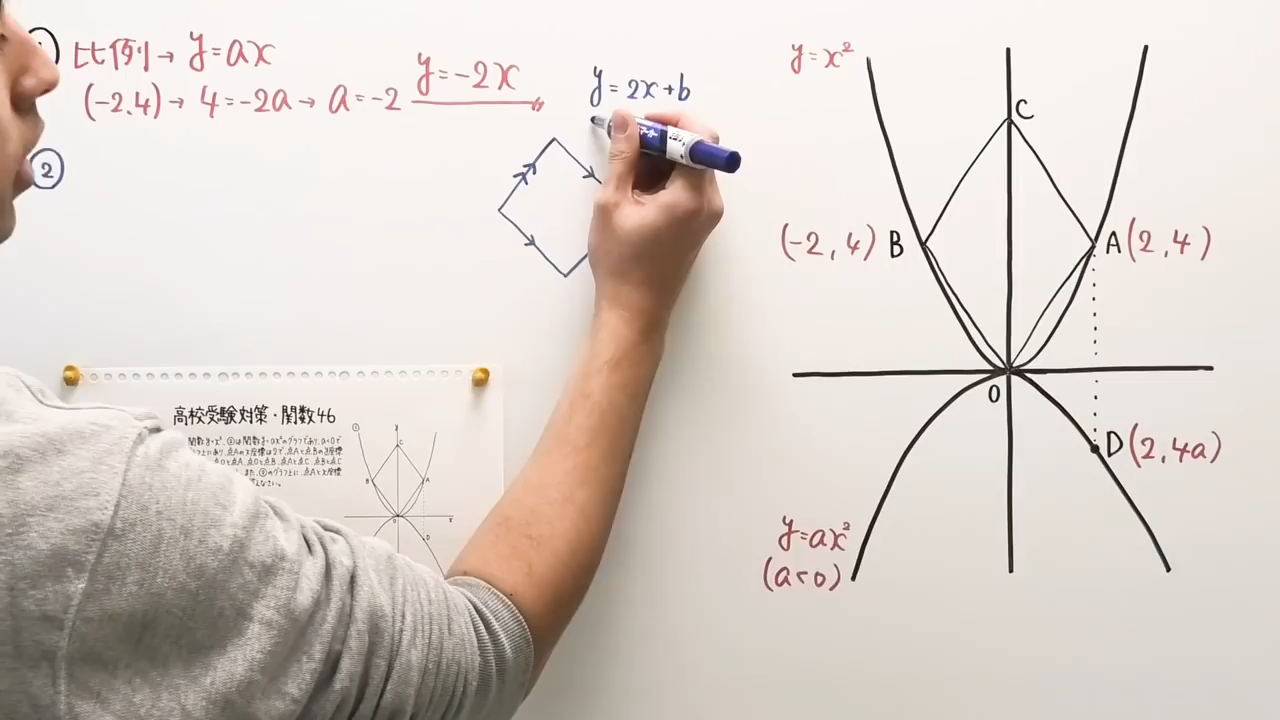 ① 比例→ y=ax
(-2.4)→ 4=-2a→ a=-2 y=-2x
②
y=2x+b
y=x²
C
(-2,4) B
A(2,4)
O
D(2,4a)
y=ax²
(a<0)
高校受験対策・関数46